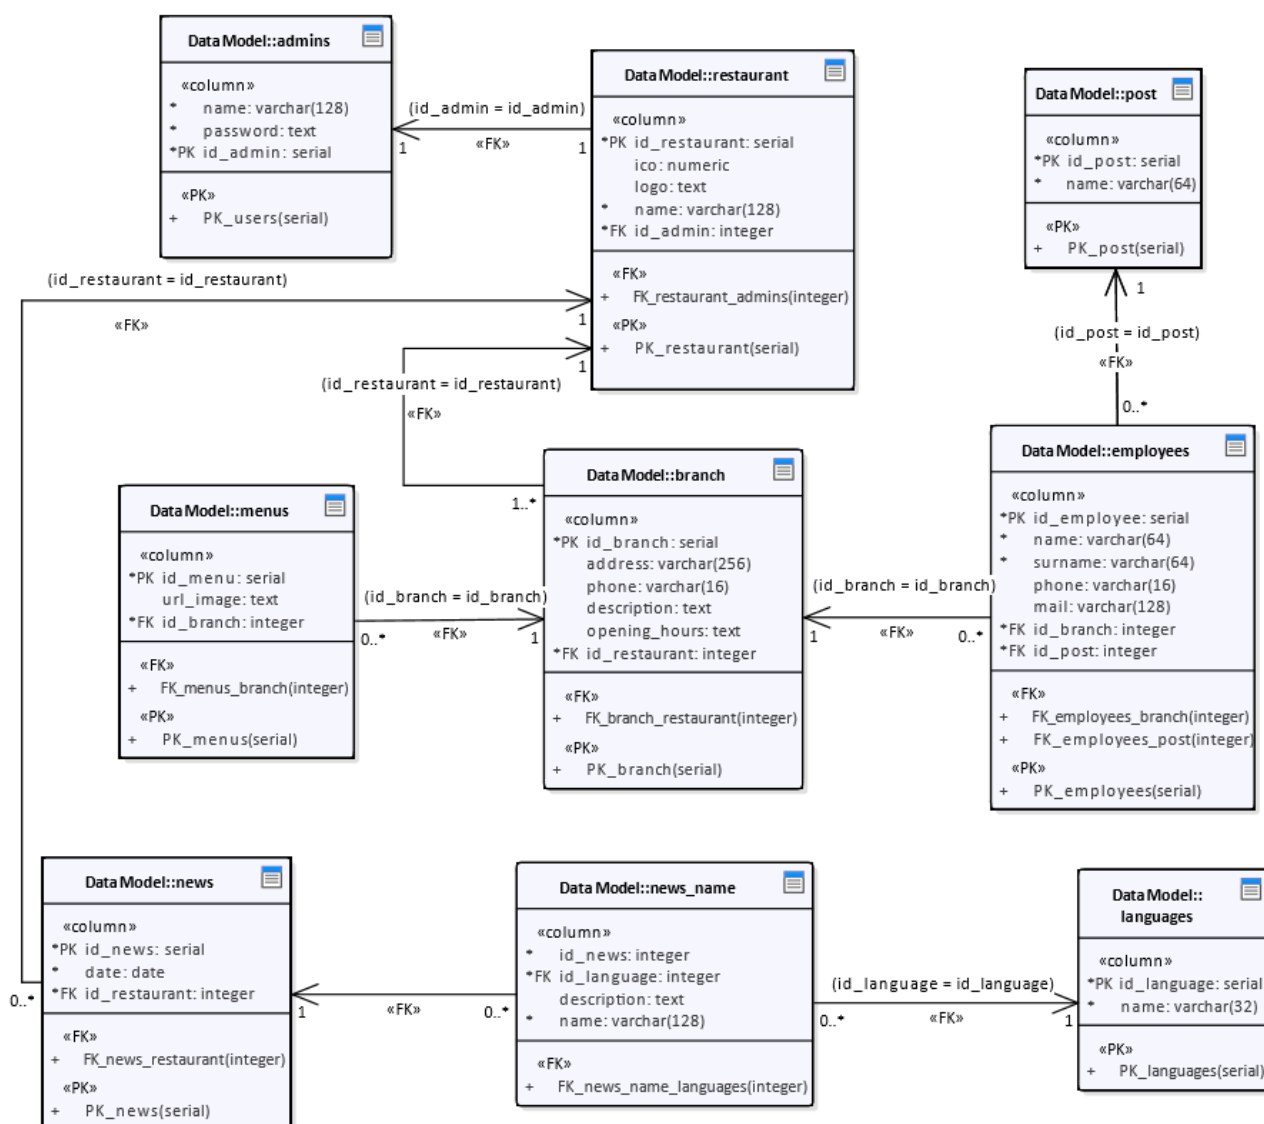 Data Model::admins
«column»
* name: varchar(128)
* password: text
*PK id_admin: serial
«PK»
+ PK_users(serial)
(id_admin = id_admin)
«FK»
1
1
Data Model::restaurant
«column»
*PK id_restaurant: serial
ico: numeric
logo: text
* name: varchar(128)
*FK id_admin: integer
«FK»
+ FK_restaurant_admins(integer)
«PK»
+ PK_restaurant(serial)
Data Model::post
«column»
*PK id_post: serial
* name: varchar(64)
«PK»
+ PK_post(serial)
(id_restaurant = id_restaurant)
«FK»
1
1
(id_restaurant = id_restaurant)
«FK»
1..*
1
(id_post = id_post)
«FK»
0..*
Data Model::menus
«column»
*PK id_menu: serial
url_image: text
*FK id_branch: integer
«FK»
+ FK_menus_branch(integer)
«PK»
+ PK_menus(serial)
(id_branch = id_branch)
0..*
«FK»
1
Data Model::branch
«column»
*PK id_branch: serial
address: varchar(256)
phone: varchar(16)
description: text
opening_hours: text
*FK id_restaurant: integer
«FK»
+ FK_branch_restaurant(integer)
«PK»
+ PK_branch(serial)
(id_branch = id_branch)
1
«FK»
0..*
Data Model::employees
«column»
*PK id_employee: serial
* name: varchar(64)
* surname: varchar(64)
phone: varchar(16)
mail: varchar(128)
*FK id_branch: integer
*FK id_post: integer
«FK»
+ FK_employees_branch(integer)
+ FK_employees_post(integer)
«PK»
+ PK_employees(serial)
0..*
Data Model::news
«column»
*PK id_news: serial
* date: date
*FK id_restaurant: integer
«FK»
+ FK_news_restaurant(integer)
«PK»
+ PK_news(serial)
1
«FK»
0..*
Data Model::news_name
«column»
* id_news: integer
*FK id_language: integer
description: text
* name: varchar(128)
«FK»
+ FK_news_name_languages(integer)
(id_language = id_language)
0..*
«FK»
1
Data Model::
languages
«column»
*PK id_language: serial
* name: varchar(32)
«PK»
+ PK_languages(serial)